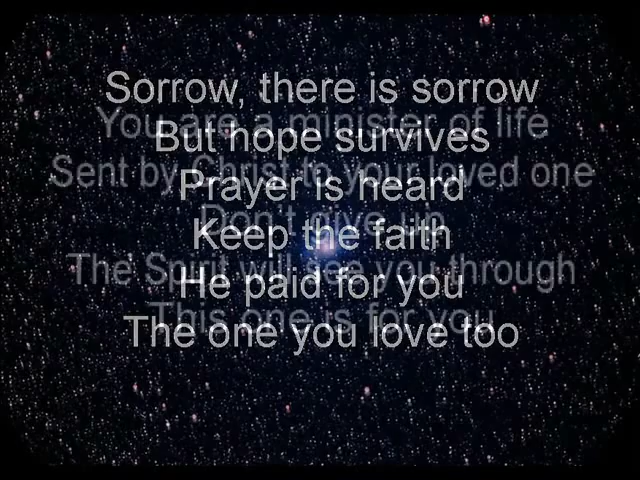 Sorrow, there is sorrow
You are a minister of life
But hope survives
Sent by Christ to your loved one
Prayer is heard
Don't give up
Keep the faith
The Spirit will see you through
He paid for you
This one is for you
The one you love too